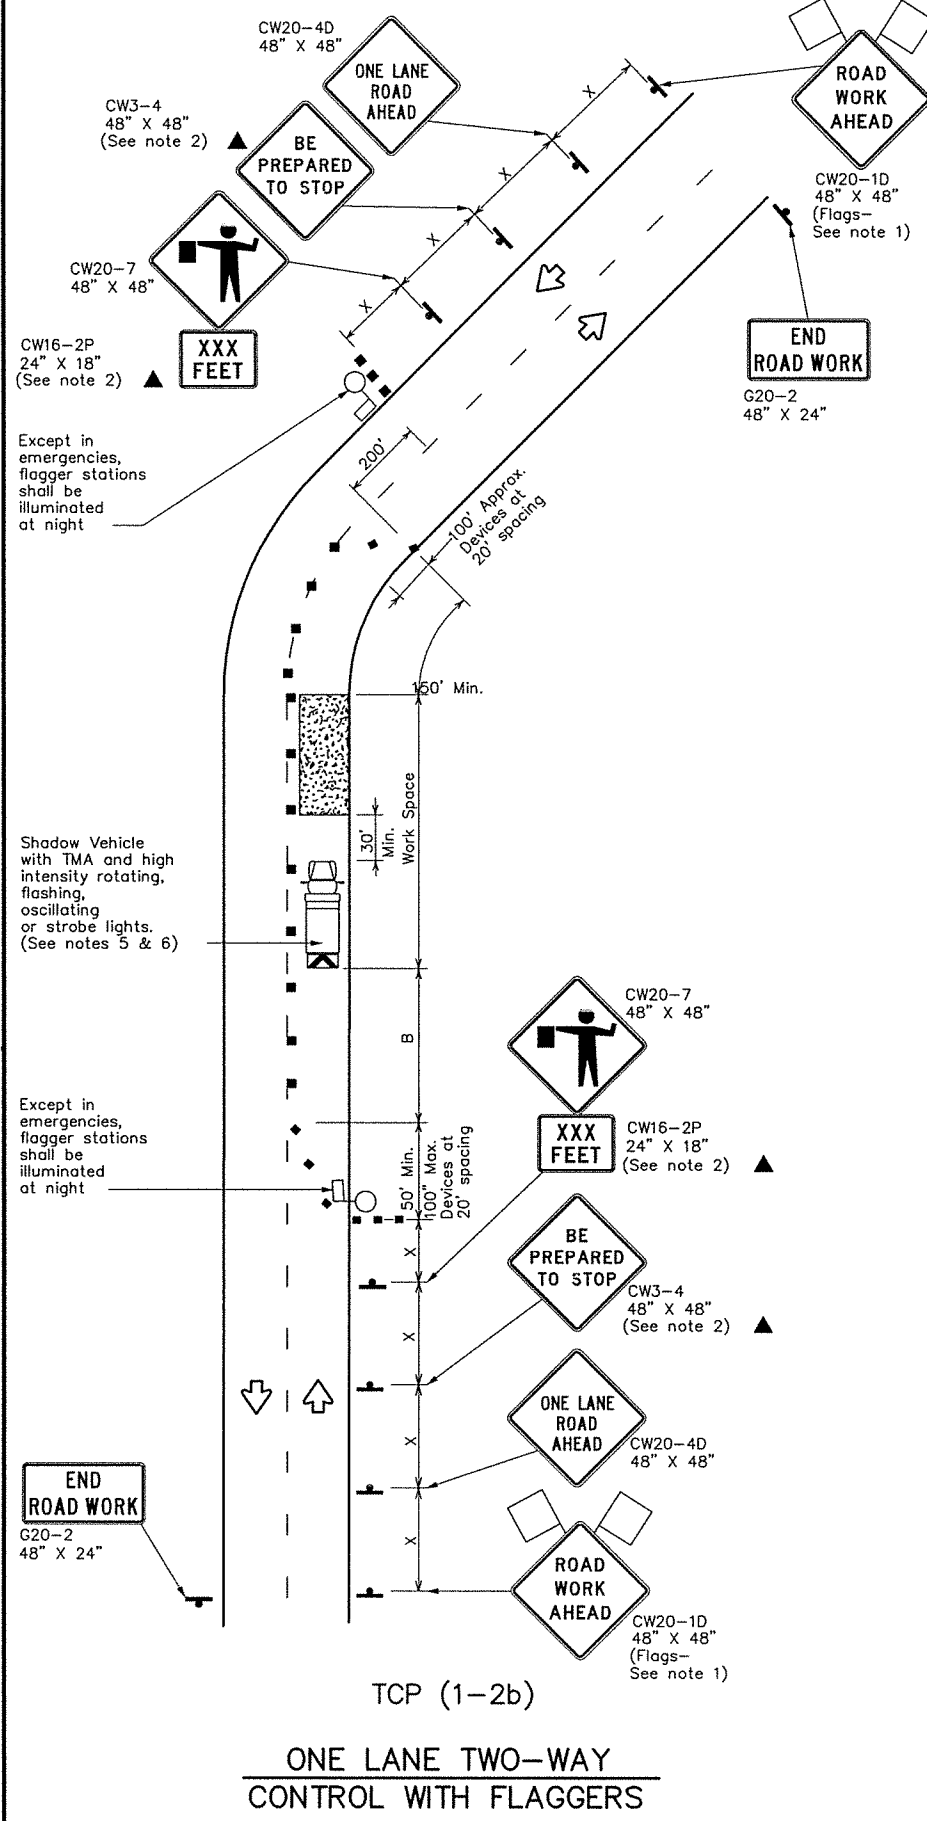 CW20-4D
48" X 48"
ONE LANE
ROAD
AHEAD
ROAD
WORK
AHEAD
CW20-1D
48" X 48"
(Flags-
See note 1)
CW3-4
48" X 48"
(See note 2)
BE
PREPARED
TO STOP
X
X
X
X
CW20-7
48" X 48"
CW16-2P
24" X 18"
(See note 2)
XXX
FEET
END
ROAD WORK
G20-2
48" X 24"
Except in
emergencies,
flagger stations
shall be
illuminated
at night
200'
100' Approx.
Devices at
20' spacing
150' Min.
Work Space
30'
Min.
Shadow Vehicle
with TMA and high
intensity rotating,
flashing,
oscillating
or strobe lights.
(See notes 5 & 6)
B
CW20-7
48" X 48"
XXX
FEET
CW16-2P
24" X 18"
(See note 2)
Except in
emergencies,
flagger stations
shall be
illuminated
at night
50' Min.
100" Max.
Devices at
20' spacing
X
BE
PREPARED
TO STOP
CW3-4
48" X 48"
(See note 2)
X
ONE LANE
ROAD
AHEAD
CW20-4D
48" X 48"
X
END
ROAD WORK
G20-2
48" X 24"
X
ROAD
WORK
AHEAD
CW20-1D
48" X 48"
(Flags-
See note 1)
TCP (1-2b)
ONE LANE TWO-WAY
CONTROL WITH FLAGGERS